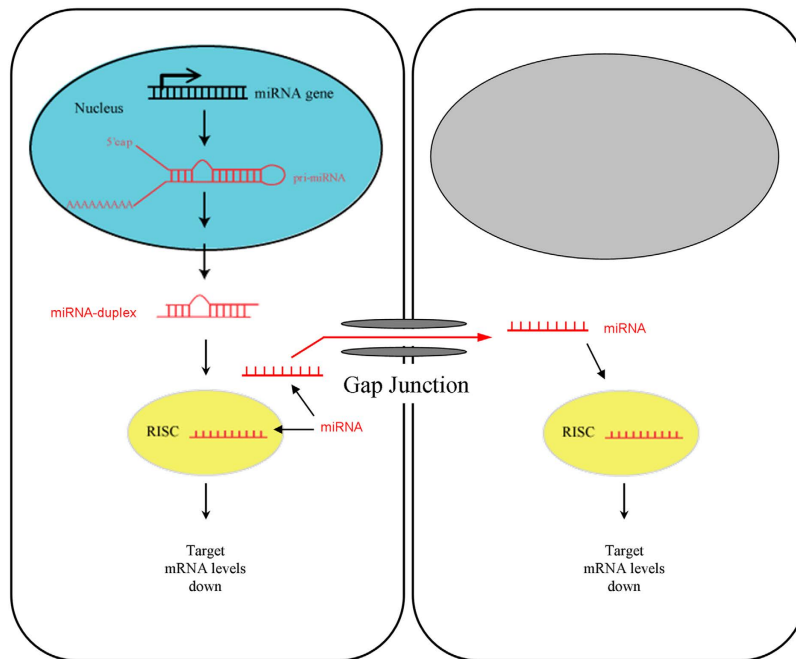 Nucleus
miRNA gene
5'cap
pri-miRNA
AAAAAAAAA
miRNA-duplex
miRNA
Gap Junction
RISC
miRNA
RISC
Target
mRNA levels
down
Target
mRNA levels
down